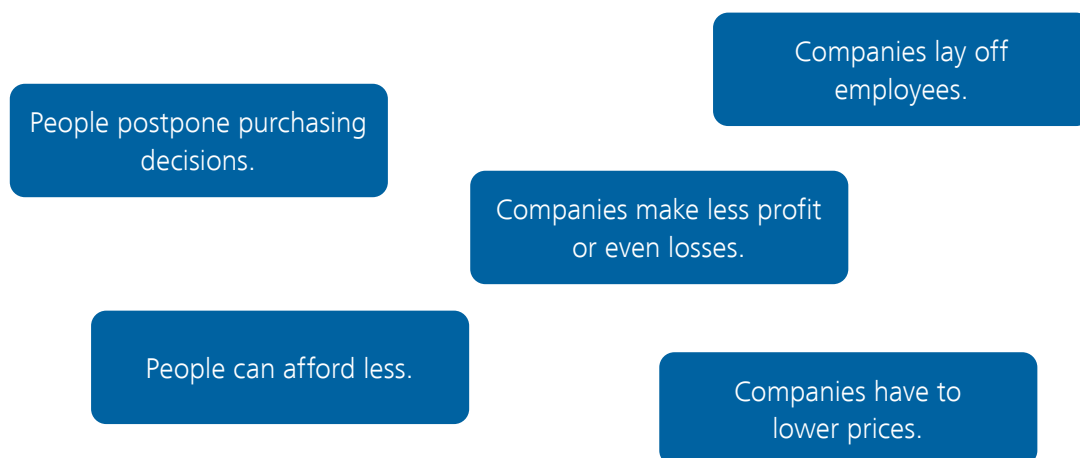 Companies lay off
employees.
People postpone purchasing
decisions.
Companies make less profit
or even losses.
People can afford less.
Companies have to
lower prices.